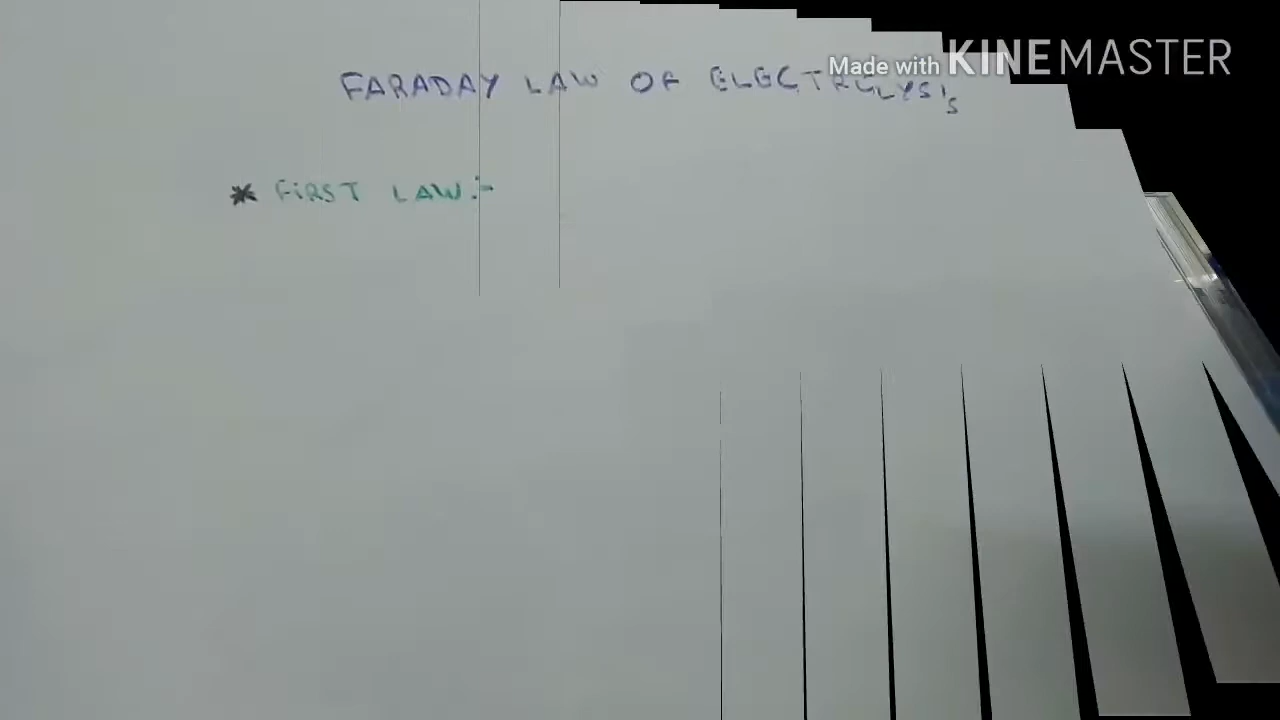 Made with KINEMASTER
FARADAY LAW OF ELECTROLYSIS
* FIRST LAW:-